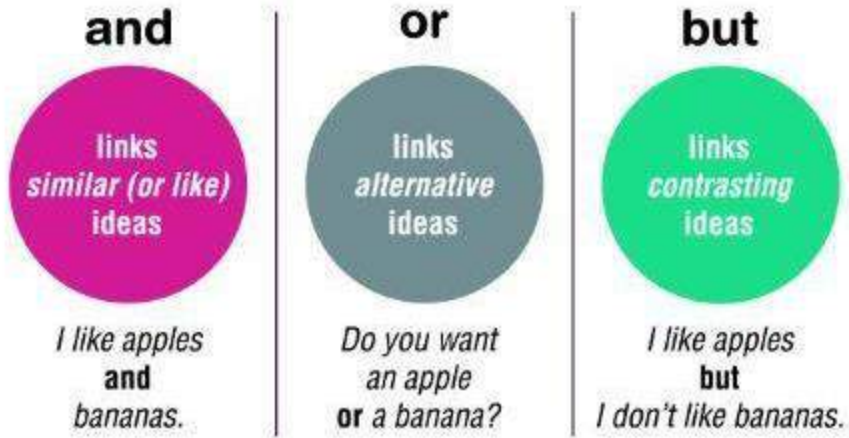 and
links
similar (or like)
ideas
I like apples
and
bananas.
or
links
alternative
ideas
Do you want
an apple
or a banana?
but
links
contrasting
ideas
I like apples
but
I don't like bananas.